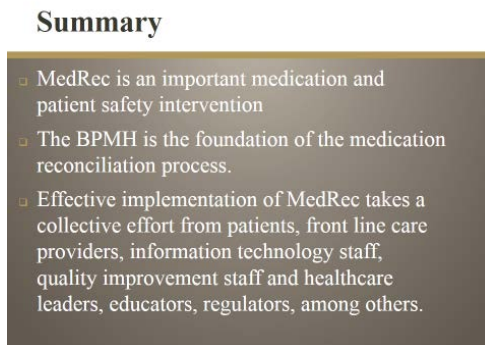 Summary
MedRec is an important medication and
patient safety intervention
The BPMH is the foundation of the medication
reconciliation process.
Effective implementation of MedRec takes a
collective effort from patients, front line care
providers, information technology staff,
quality improvement staff and healthcare
leaders, educators, regulators, among others.